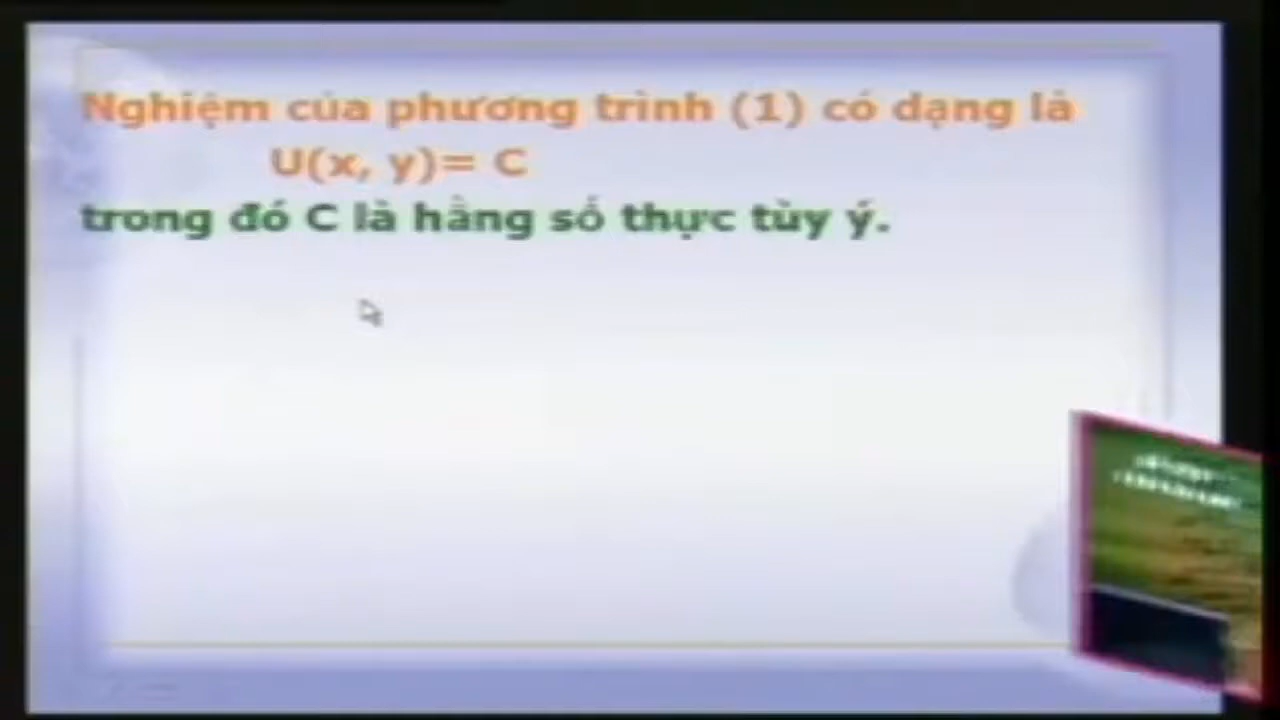 Nghiệm của phương trình (1) có dạng là
U(x, y)= C
trong đó C là hằng số thực tùy ý.